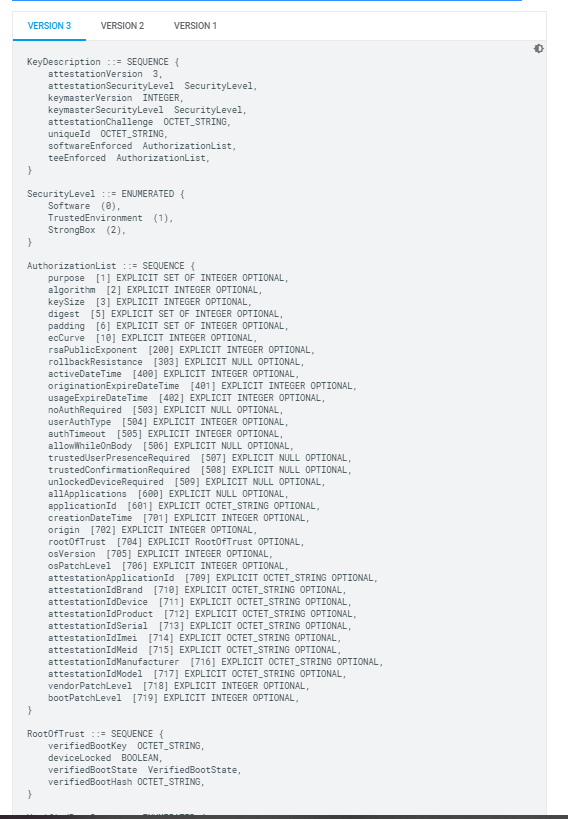 VERSION 3 VERSION 2 VERSION 1
KeyDescription ::= SEQUENCE {
attestationVersion 3,
attestationSecurityLevel SecurityLevel,
keymasterVersion INTEGER,
keymasterSecurityLevel SecurityLevel,
attestationChallenge OCTET_STRING,
uniqueId OCTET_STRING,
softwareEnforced AuthorizationList,
teeEnforced AuthorizationList,
}
SecurityLevel ::= ENUMERATED {
Software (0),
TrustedEnvironment (1),
StrongBox (2),
}
AuthorizationList ::= SEQUENCE {
purpose [1] EXPLICIT SET OF INTEGER OPTIONAL,
algorithm [2] EXPLICIT INTEGER OPTIONAL,
keySize [3] EXPLICIT INTEGER OPTIONAL,
digest [5] EXPLICIT SET OF INTEGER OPTIONAL,
padding [6] EXPLICIT SET OF INTEGER OPTIONAL,
ecCurve [10] EXPLICIT INTEGER OPTIONAL,
rsaPublicExponent [200] EXPLICIT INTEGER OPTIONAL,
rollbackResistance [303] EXPLICIT NULL OPTIONAL,
activeDateTime [400] EXPLICIT INTEGER OPTIONAL,
originationExpireDateTime [401] EXPLICIT INTEGER OPTIONAL,
usageExpireDateTime [402] EXPLICIT INTEGER OPTIONAL,
noAuthRequired [503] EXPLICIT NULL OPTIONAL,
userAuthType [504] EXPLICIT INTEGER OPTIONAL,
authTimeout [505] EXPLICIT INTEGER OPTIONAL,
allowWhileOnBody [506] EXPLICIT NULL OPTIONAL,
trustedUserPresenceRequired [507] EXPLICIT NULL OPTIONAL,
trustedConfirmationRequired [508] EXPLICIT NULL OPTIONAL,
unlockedDeviceRequired [509] EXPLICIT NULL OPTIONAL,
allApplications [600] EXPLICIT NULL OPTIONAL,
applicationId [601] EXPLICIT OCTET_STRING OPTIONAL,
creationDateTime [701] EXPLICIT INTEGER OPTIONAL,
origin [702] EXPLICIT INTEGER OPTIONAL,
rootOfTrust [704] EXPLICIT RootOfTrust OPTIONAL,
osVersion [705] EXPLICIT INTEGER OPTIONAL,
osPatchLevel [706] EXPLICIT INTEGER OPTIONAL,
attestationApplicationId [709] EXPLICIT OCTET_STRING OPTIONAL,
attestationIdBrand [710] EXPLICIT OCTET_STRING OPTIONAL,
attestationIdDevice [711] EXPLICIT OCTET_STRING OPTIONAL,
attestationIdProduct [712] EXPLICIT OCTET_STRING OPTIONAL,
attestationIdSerial [713] EXPLICIT OCTET_STRING OPTIONAL,
attestationIdImei [714] EXPLICIT OCTET_STRING OPTIONAL,
attestationIdMeid [715] EXPLICIT OCTET_STRING OPTIONAL,
attestationIdManufacturer [716] EXPLICIT OCTET_STRING OPTIONAL,
attestationIdModel [717] EXPLICIT OCTET_STRING OPTIONAL,
vendorPatchLevel [718] EXPLICIT INTEGER OPTIONAL,
bootPatchLevel [719] EXPLICIT INTEGER OPTIONAL,
}
RootOfTrust ::= SEQUENCE {
verifiedBootKey OCTET_STRING,
deviceLocked BOOLEAN,
verifiedBootState VerifiedBootState,
verifiedBootHash OCTET_STRING,
}